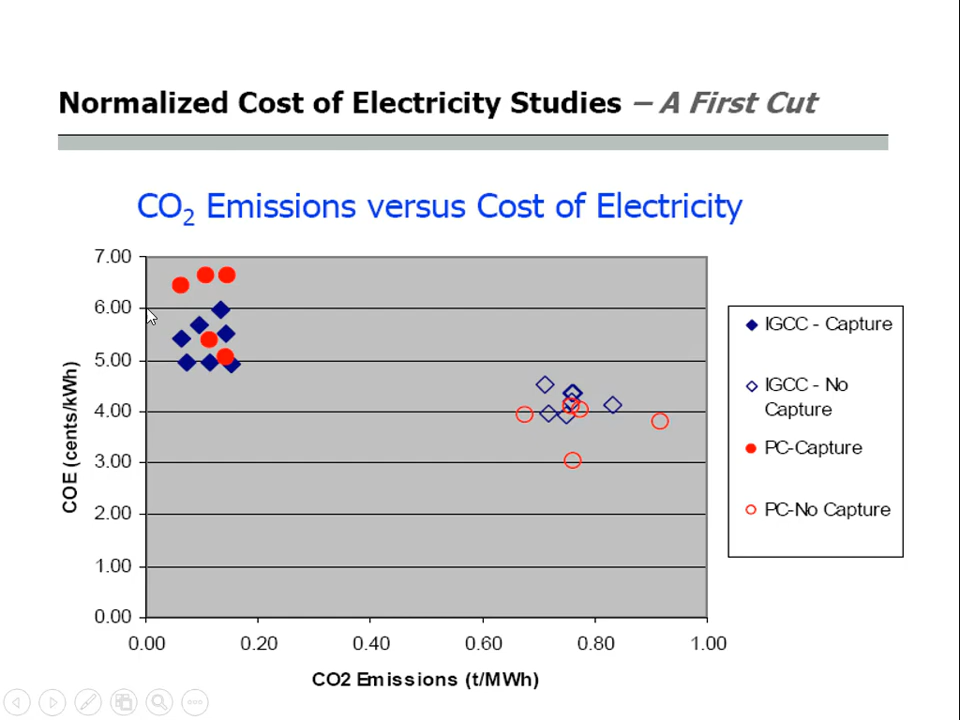 Normalized Cost of Electricity Studies – A First Cut
CO2 Emissions versus Cost of Electricity
7.00
6.00
5.00
4.00
3.00
2.00
1.00
0.00
COE (cents/kWh)
0.00 0.20 0.40 0.60 0.80 1.00
CO2 Emissions (t/MWh)
IGCC - Capture
IGCC - No
Capture
PC-Capture
PC-No Capture